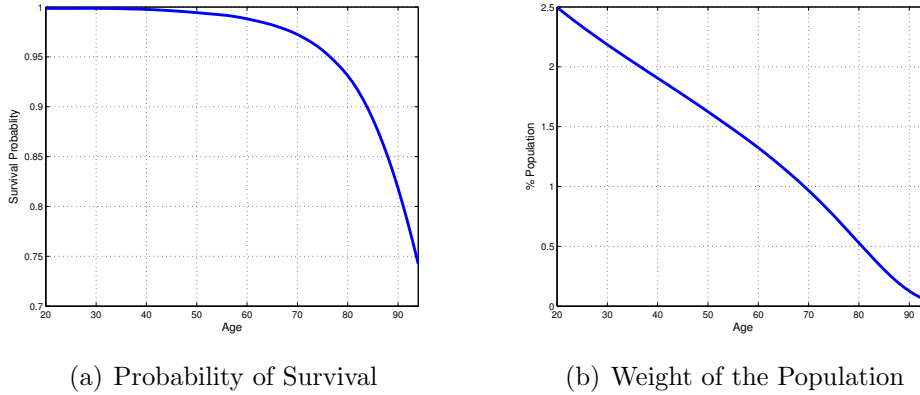 1
0.95
0.9
0.85
0.8
0.75
0.7
Survival Probablity
20 30 40 50 60 70 80 90
Age
(a) Probability of Survival
2.5
2
1.5
1
0.5
0
% Population
20 30 40 50 60 70 80 90
Age
(b) Weight of the Population